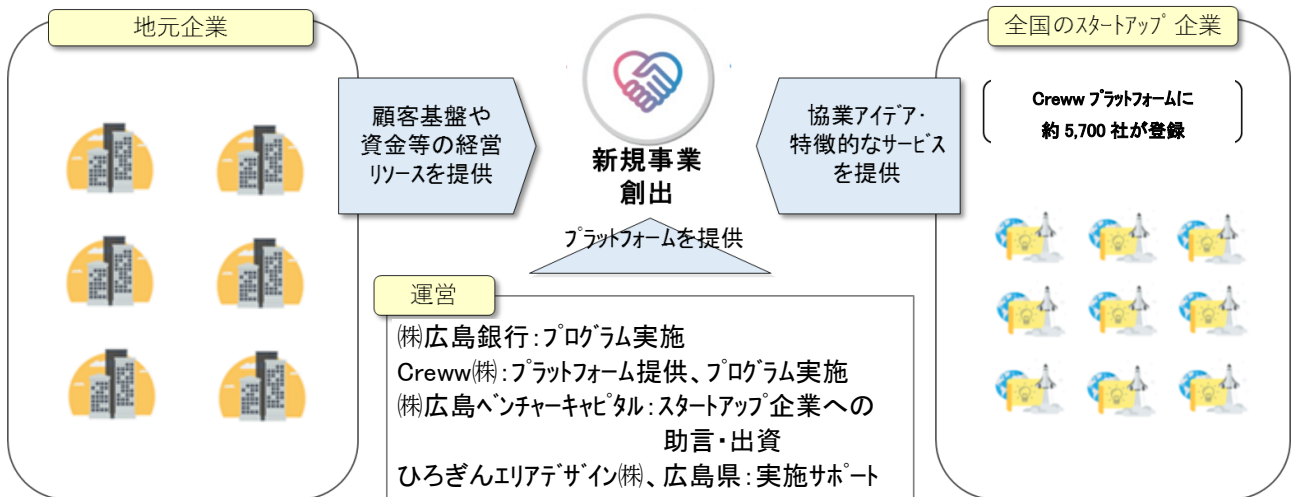 地元企業
顧客基盤や
資金等の経営
ﾘｿｰｽを提供
新規事業
創出
ﾌﾟﾗｯﾄﾌｫｰﾑを提供
協業ｱｲﾃﾞｱ・
特徴的なｻｰﾋﾞｽ
を提供
全国のｽﾀｰﾄｱｯﾌﾟ企業
Creww ﾌﾟﾗｯﾄﾌｫｰﾑに
約 5,700 社が登録
運営
㈱広島銀行：ﾌﾟﾛｸﾞﾗﾑ実施
Creww㈱：ﾌﾟﾗｯﾄﾌｫｰﾑ提供、ﾌﾟﾛｸﾞﾗﾑ実施
㈱広島ﾍﾞﾝﾁｬｰｷｬﾋﾟﾀﾙ：ｽﾀｰﾄｱｯﾌﾟ企業への
助言・出資
ひろぎんｴﾘｱﾃﾞｻﾞｲﾝ㈱、広島県：実施ｻﾎﾟｰﾄ